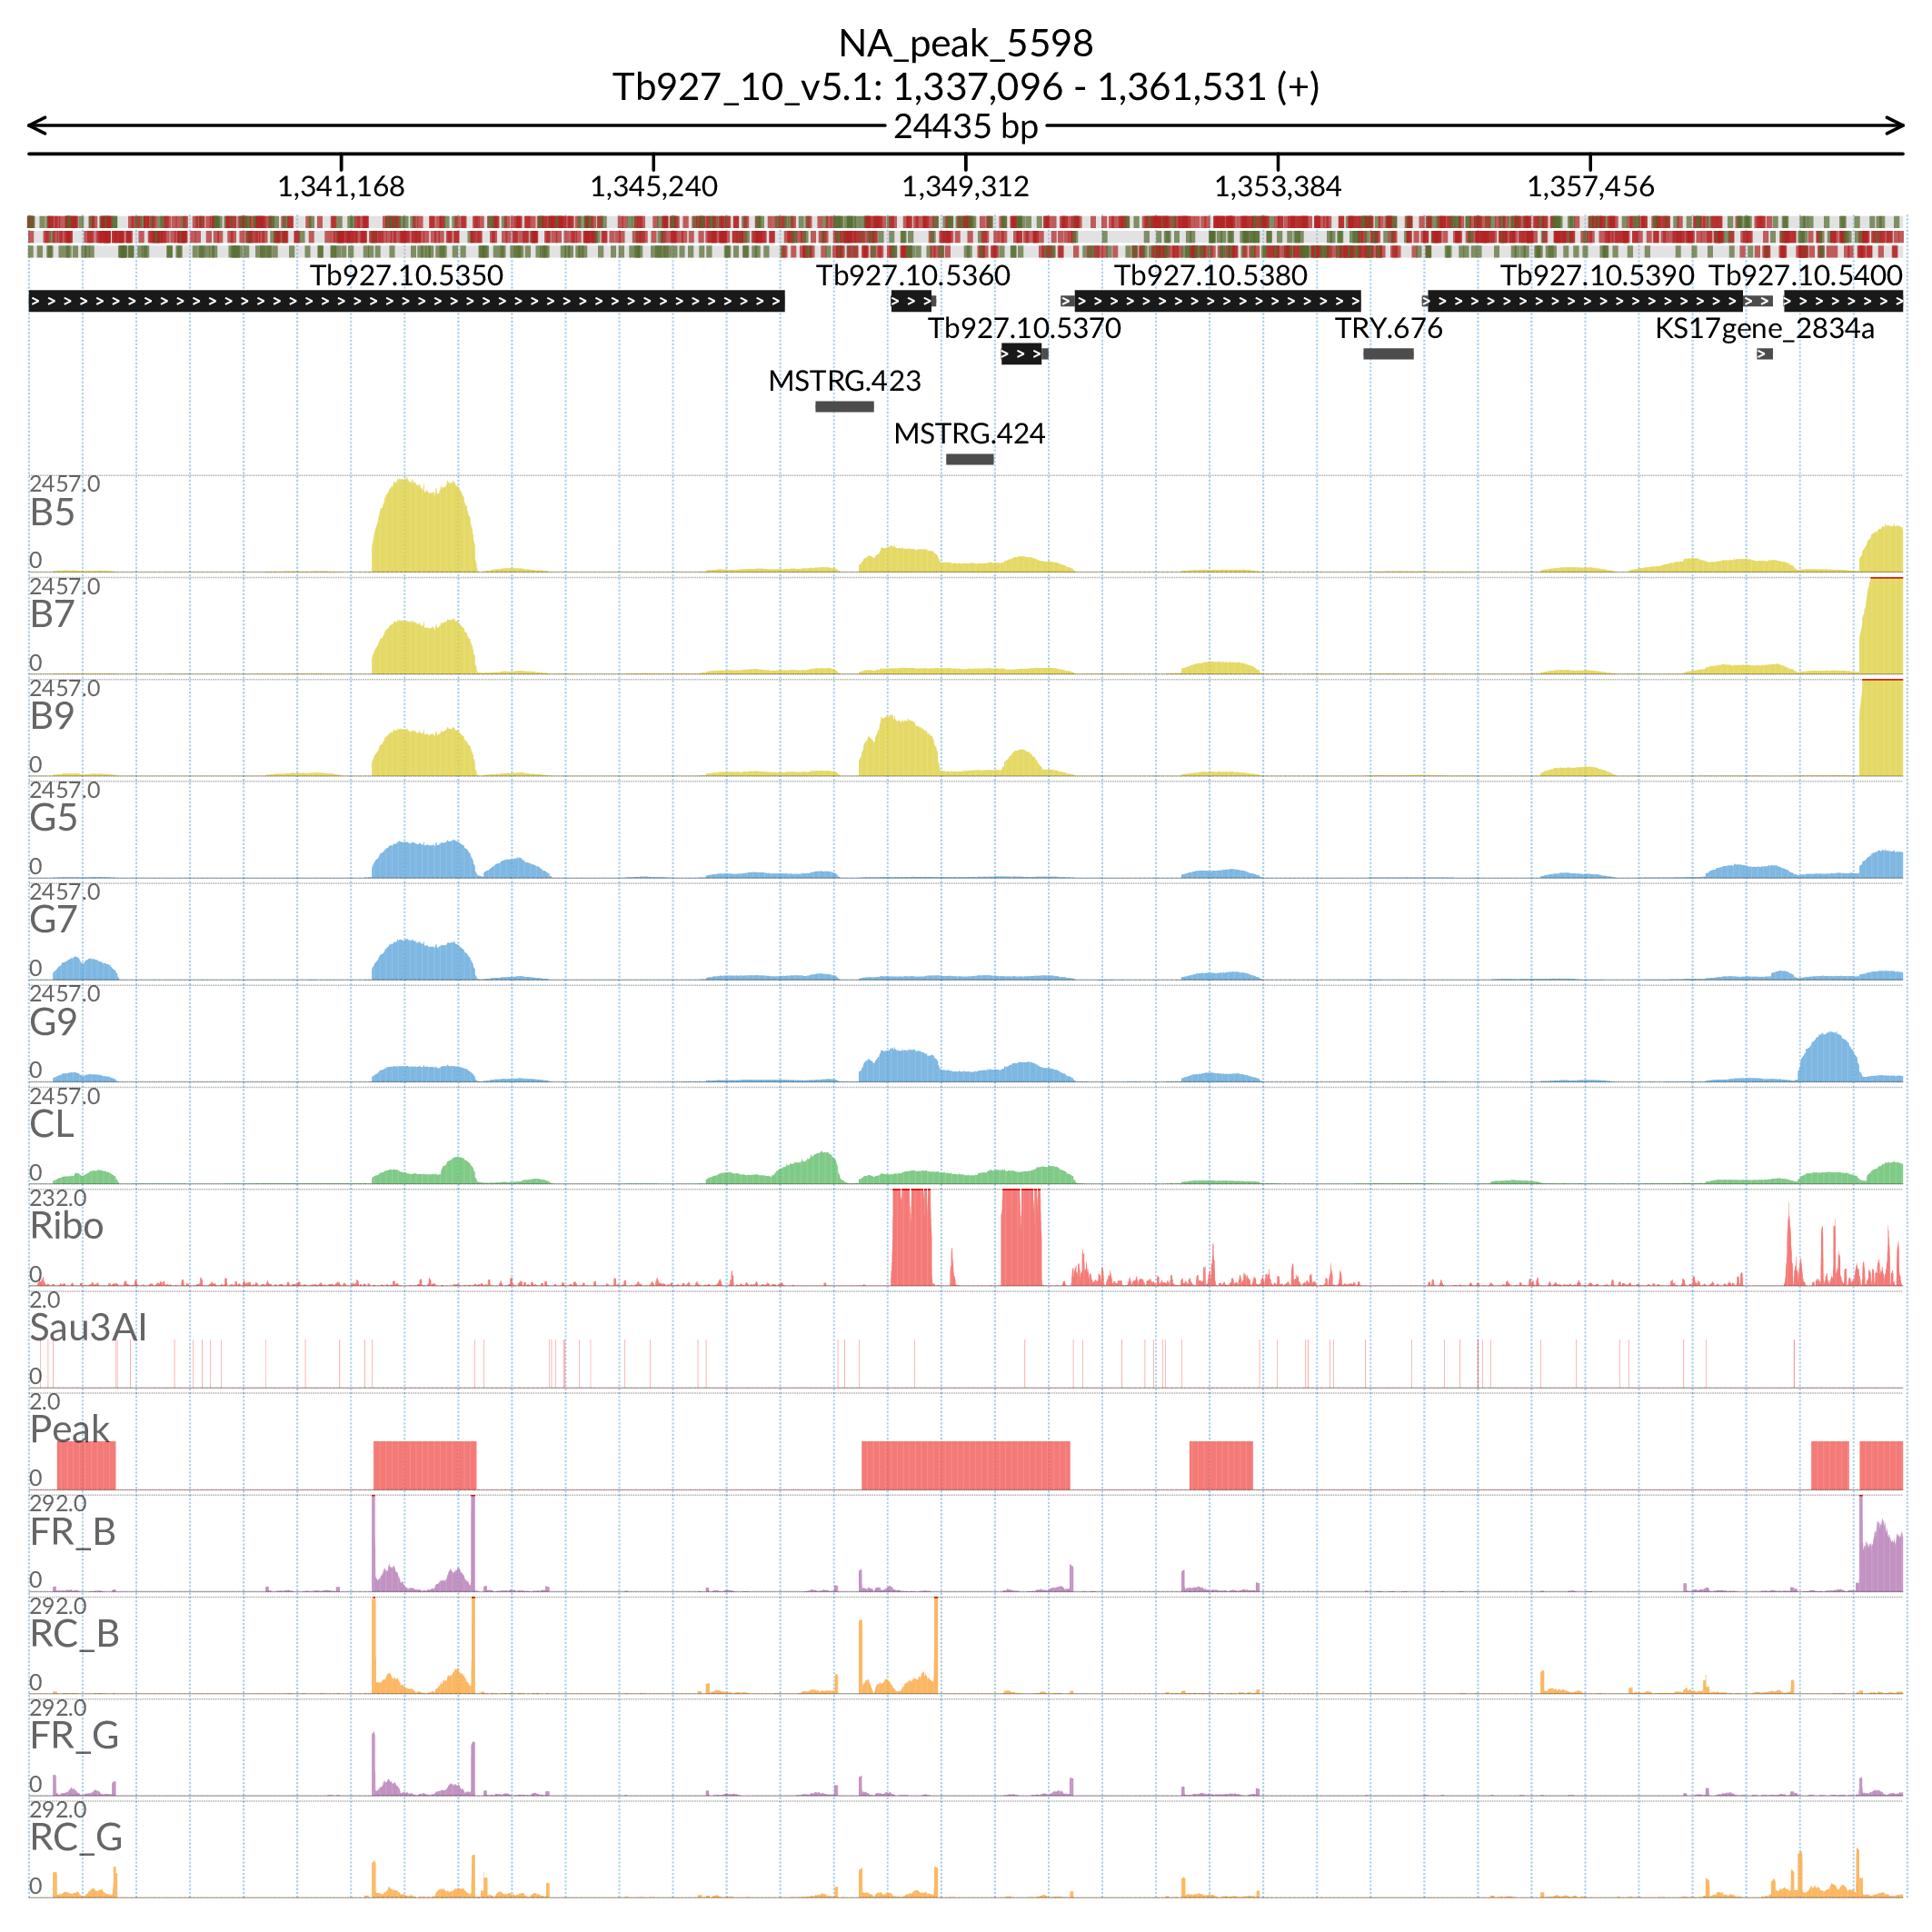 NA_peak_5598
Tb927_10_v5.1: 1,337,096 - 1,361,531 (+)
24435 bp
1,341,168 1,345,240 1,349,312 1,353,384 1,357,456
Tb927.10.5350 Tb927.10.5360 Tb927.10.5380 Tb927.10.5390 Tb927.10.5400
Tb927.10.5370 TRY.676 KS17gene_2834a
MSTRG.423
MSTRG.424
2457.0
B5
0
2457.0
B7
0
2457.0
B9
0
2457.0
G5
0
2457.0
G7
0
2457.0
G9
0
2457.0
CL
0
232.0
Ribo
0
2.0
Sau3AI
0
2.0
Peak
0
292.0
FR_B
0
292.0
RC_B
0
292.0
FR_G
0
292.0
RC_G
0